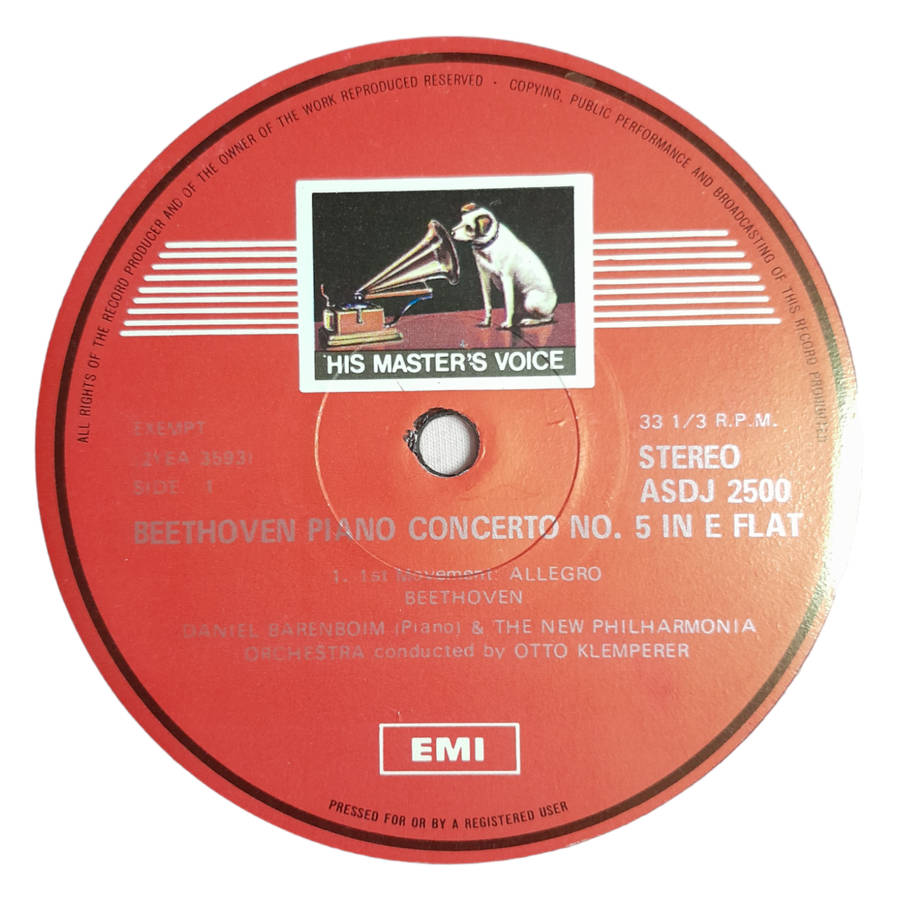 ALL RIGHTS OF THE RECORD PRODUCER AND OF THE OWNER OF THE WORK REPRODUCED RESERVED · COPYING, PUBLIC PERFORMANCE AND BROADCASTING OF THIS RECORD PROHIBITED
HIS MASTER'S VOICE
EXEMPT
33 1/3 R.P.M.
(2YEA 3593)
STEREO
SIDE 1
ASDJ 2500
BEETHOVEN PIANO CONCERTO NO. 5 IN E FLAT
1. 1st Movement: ALLEGRO
BEETHOVEN
DANIEL BARENBOIM (Piano) & THE NEW PHILHARMONIA
ORCHESTRA conducted by OTTO KLEMPERER
EMI
PRESSED FOR OR BY A REGISTERED USER